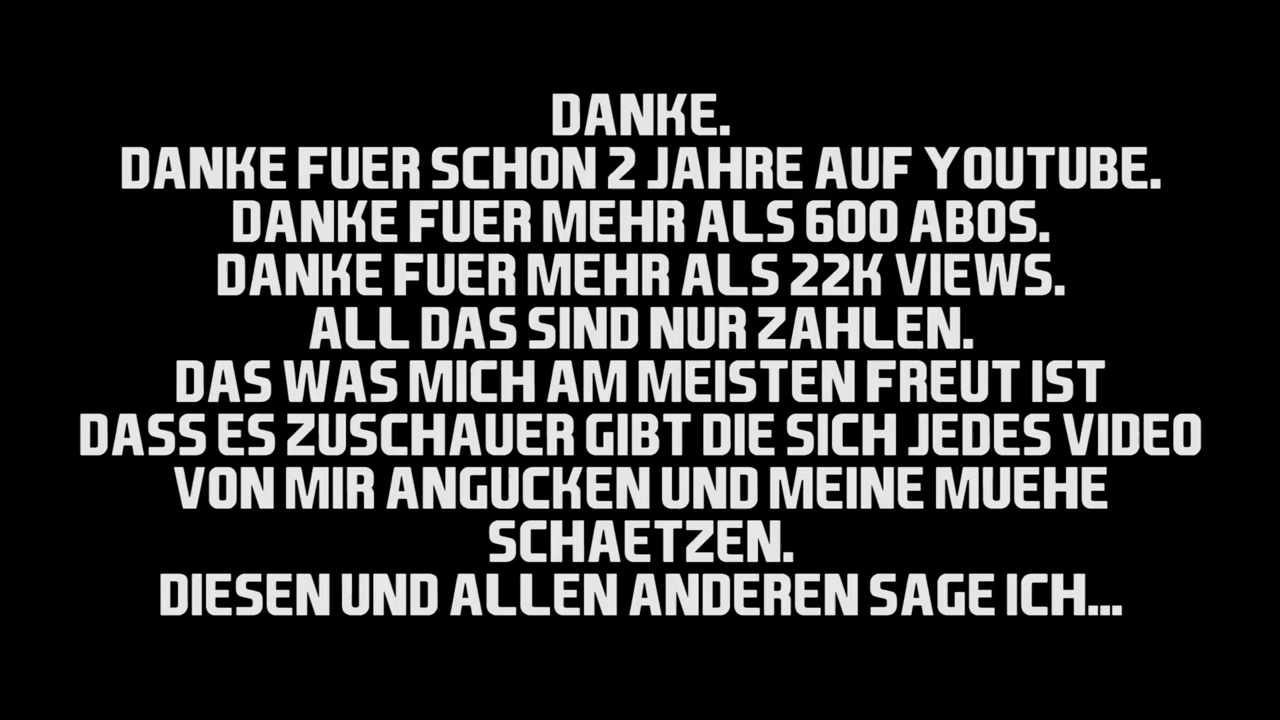 DANKE.
DANKE FUER SCHON 2 JAHRE AUF YOUTUBE.
DANKE FUER MEHR ALS 600 ABOS.
DANKE FUER MEHR ALS 22K VIEWS.
ALL DAS SIND NUR ZAHLEN.
DAS WAS MICH AM MEISTEN FREUT IST
DASS ES ZUSCHAUER GIBT DIE SICH JEDES VIDEO
VON MIR ANGUCKEN UND MEINE MUEHE
SCHAETZEN.
DIESEN UND ALLEN ANDEREN SAGE ICH...